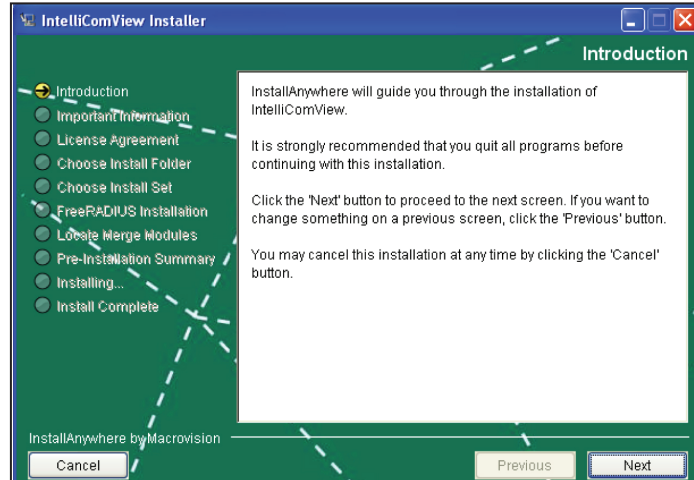 IntelliComView Installer
Introduction
Introduction
Important Information
License Agreement
Choose Install Folder
Choose Install Set
FreeRADIUS Installation
Locate Merge Modules
Pre-Installation Summary
Installing...
Install Complete
InstallAnywhere will guide you through the installation of
IntelliComView.
It is strongly recommended that you quit all programs before
continuing with this installation.
Click the 'Next' button to proceed to the next screen. If you want to
change something on a previous screen, click the 'Previous' button.
You may cancel this installation at any time by clicking the 'Cancel'
button.
InstallAnywhere by Macrovision
Cancel
Previous
Next